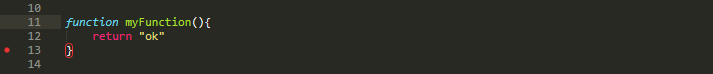 10
11 function myFunction(){
12 return "ok"
13 }
14